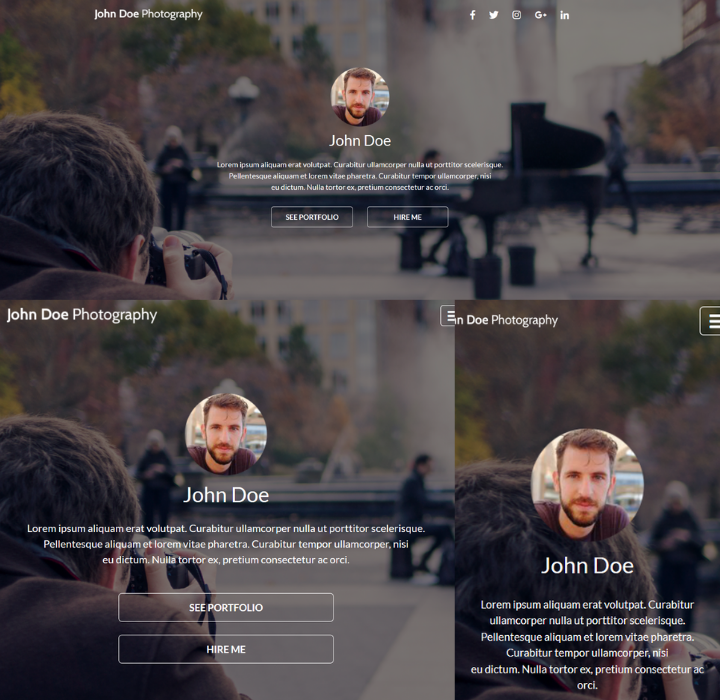 John Doe Photography
John Doe
Lorem ipsum aliquam erat volutpat. Curabitur ullamcorper nulla ut porttitor scelerisque.
Pellentesque aliquam et lorem vitae pharetra. Curabitur tempor ullamcorper, nisi
eu dictum. Nulla tortor ex, pretium consectetur ac orci.
SEE PORTFOLIO HIRE ME
John Doe Photography
John Doe
Lorem ipsum aliquam erat volutpat. Curabitur ullamcorper nulla ut porttitor scelerisque.
Pellentesque aliquam et lorem vitae pharetra. Curabitur tempor ullamcorper, nisi
eu dictum. Nulla tortor ex, pretium consectetur ac orci.
SEE PORTFOLIO
HIRE ME
n Doe Photography
John Doe
Lorem ipsum aliquam erat volutpat. Curabitur
ullamcorper nulla ut porttitor scelerisque.
Pellentesque aliquam et lorem vitae pharetra.
Curabitur tempor ullamcorper, nisi
eu dictum. Nulla tortor ex, pretium consectetur ac
orci.